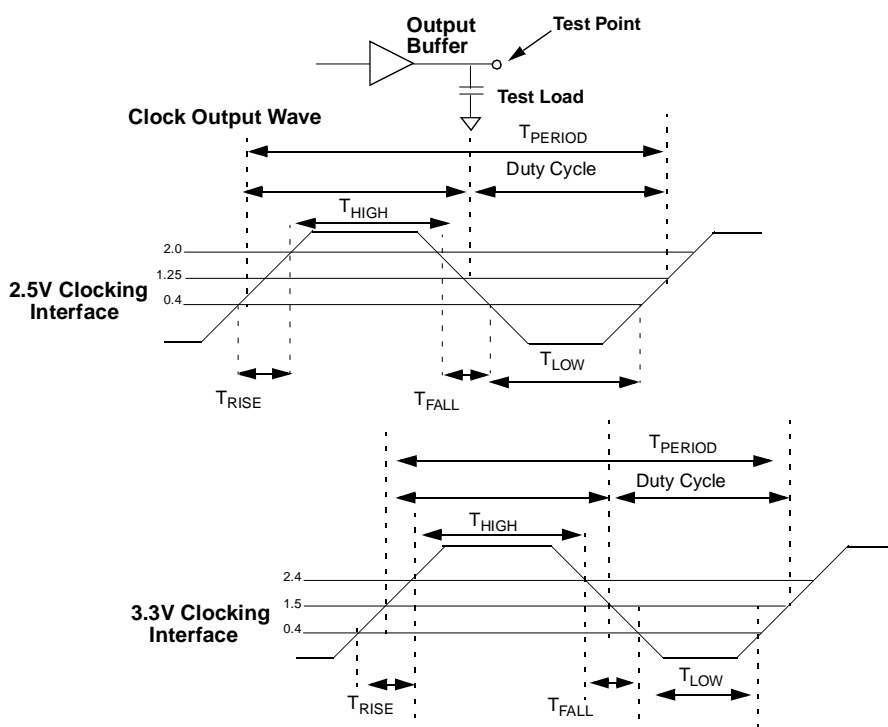 Output
Buffer
Test Point
Test Load
Clock Output Wave
TPERIOD
Duty Cycle
THIGH
2.0
1.25
0.4
2.5V Clocking
Interface
TLOW
TRISE
TFALL
TPERIOD
Duty Cycle
THIGH
2.4
1.5
0.4
3.3V Clocking
Interface
TRISE
TFALL
TLOW